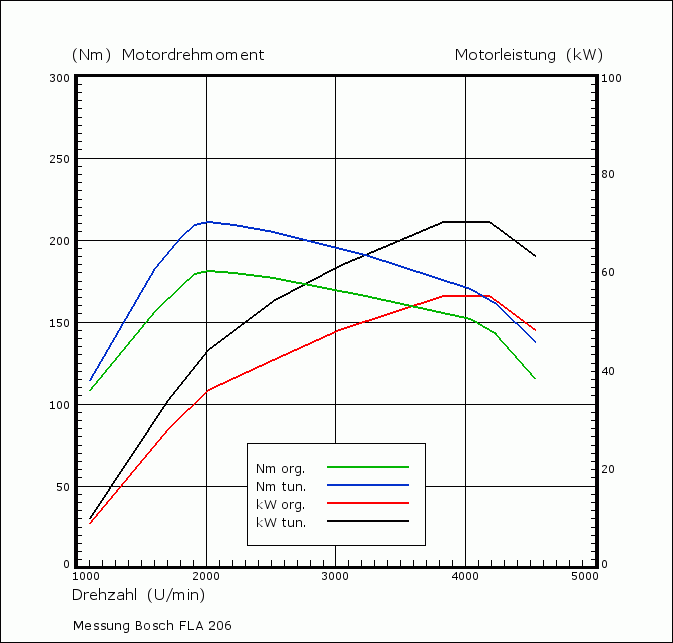 (Nm) Motordrehmoment
Motorleistung (kW)
300
100
250
80
200
60
150
40
100
20
50
0
0
1000 2000 3000 4000 5000
Drehzahl (U/min)
Nm org.
Nm tun.
kW org.
kW tun.
Messung Bosch FLA 206